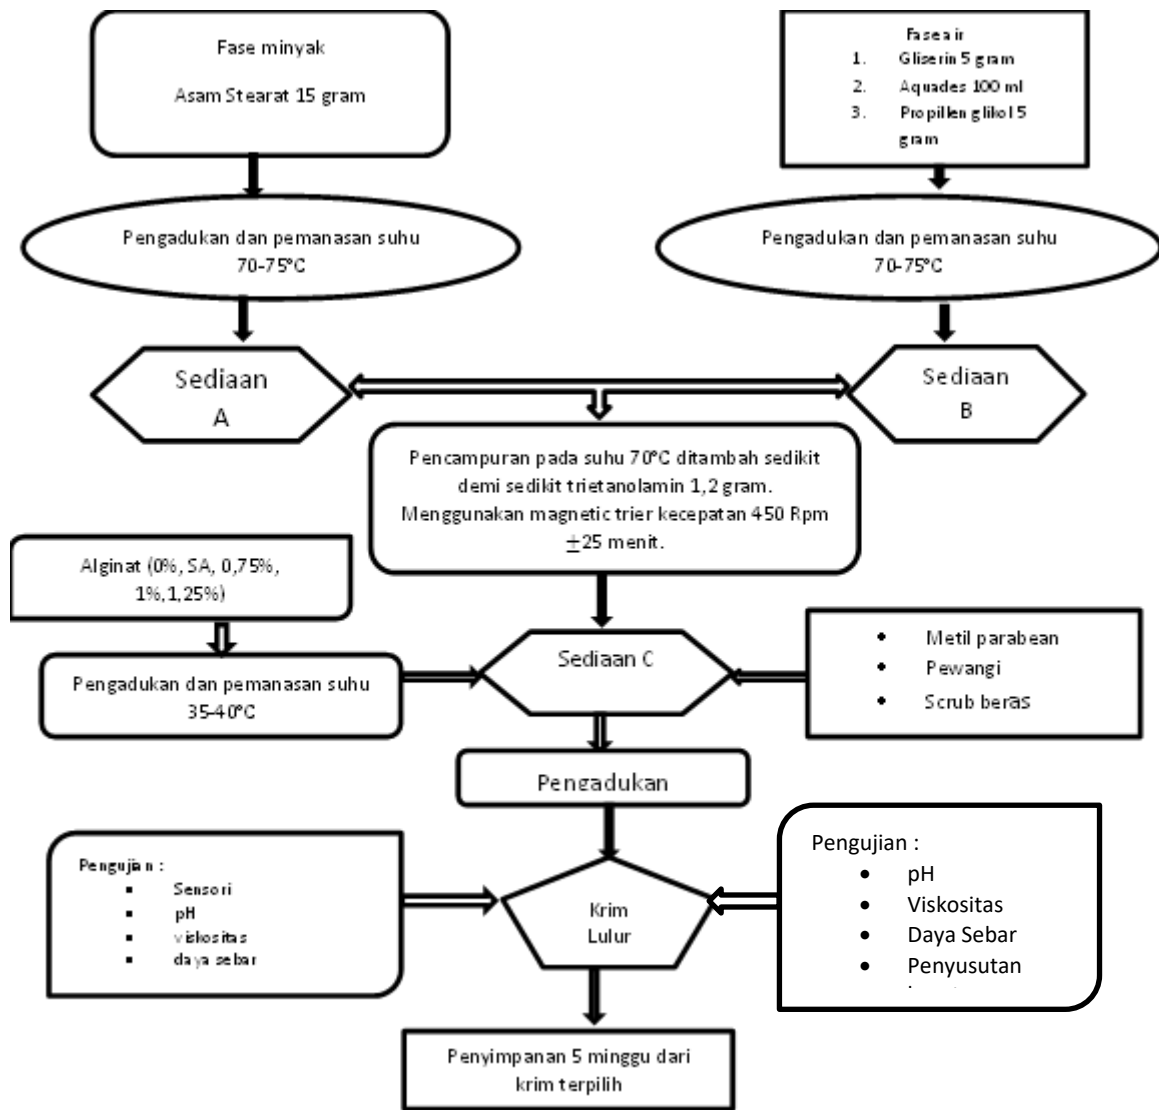 Fase minyak
Asam Stearat 15 gram
Fase air
1. Gliserin 5 gram
2. Aquades 100 ml
3. Propillen glikol 5
gram
Pengadukan dan pemanasan suhu
70-75°C
Pengadukan dan pemanasan suhu
70-75°C
Sediaan
A
Sediaan
B
Pencampuran pada suhu 70°C ditambah sedikit
demi sedikit trietanolamin 1,2 gram.
Menggunakan magnetic trier kecepatan 450 Rpm
±25 menit.
Alginat (0%, SA, 0,75%,
1%,1,25%)
Pengadukan dan pemanasan suhu
35-40°C
Sediaan C
• Metil parabean
• Pewangi
• Scrub beras
Pengadukan
Pengujian :
▪ Sensori
▪ pH
▪ viskositas
▪ daya sebar
Krim
Lulur
Pengujian :
• pH
• Viskositas
• Daya Sebar
• Penyusutan
Penyimpanan 5 minggu dari
krim terpilih